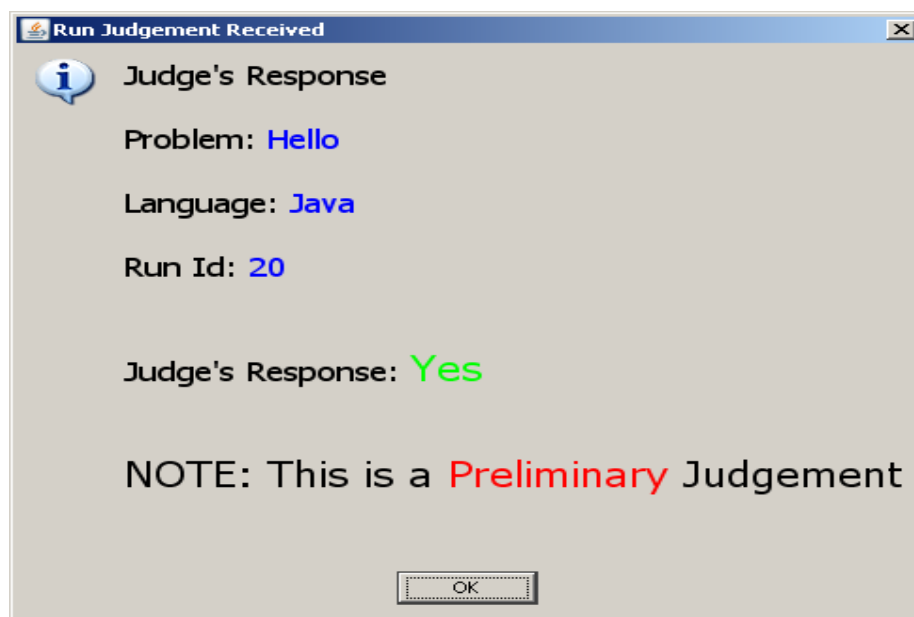 Run Judgement Received
Judge's Response
Problem: Hello
Language: Java
Run Id: 20
Judge's Response: Yes
NOTE: This is a Preliminary Judgement
OK